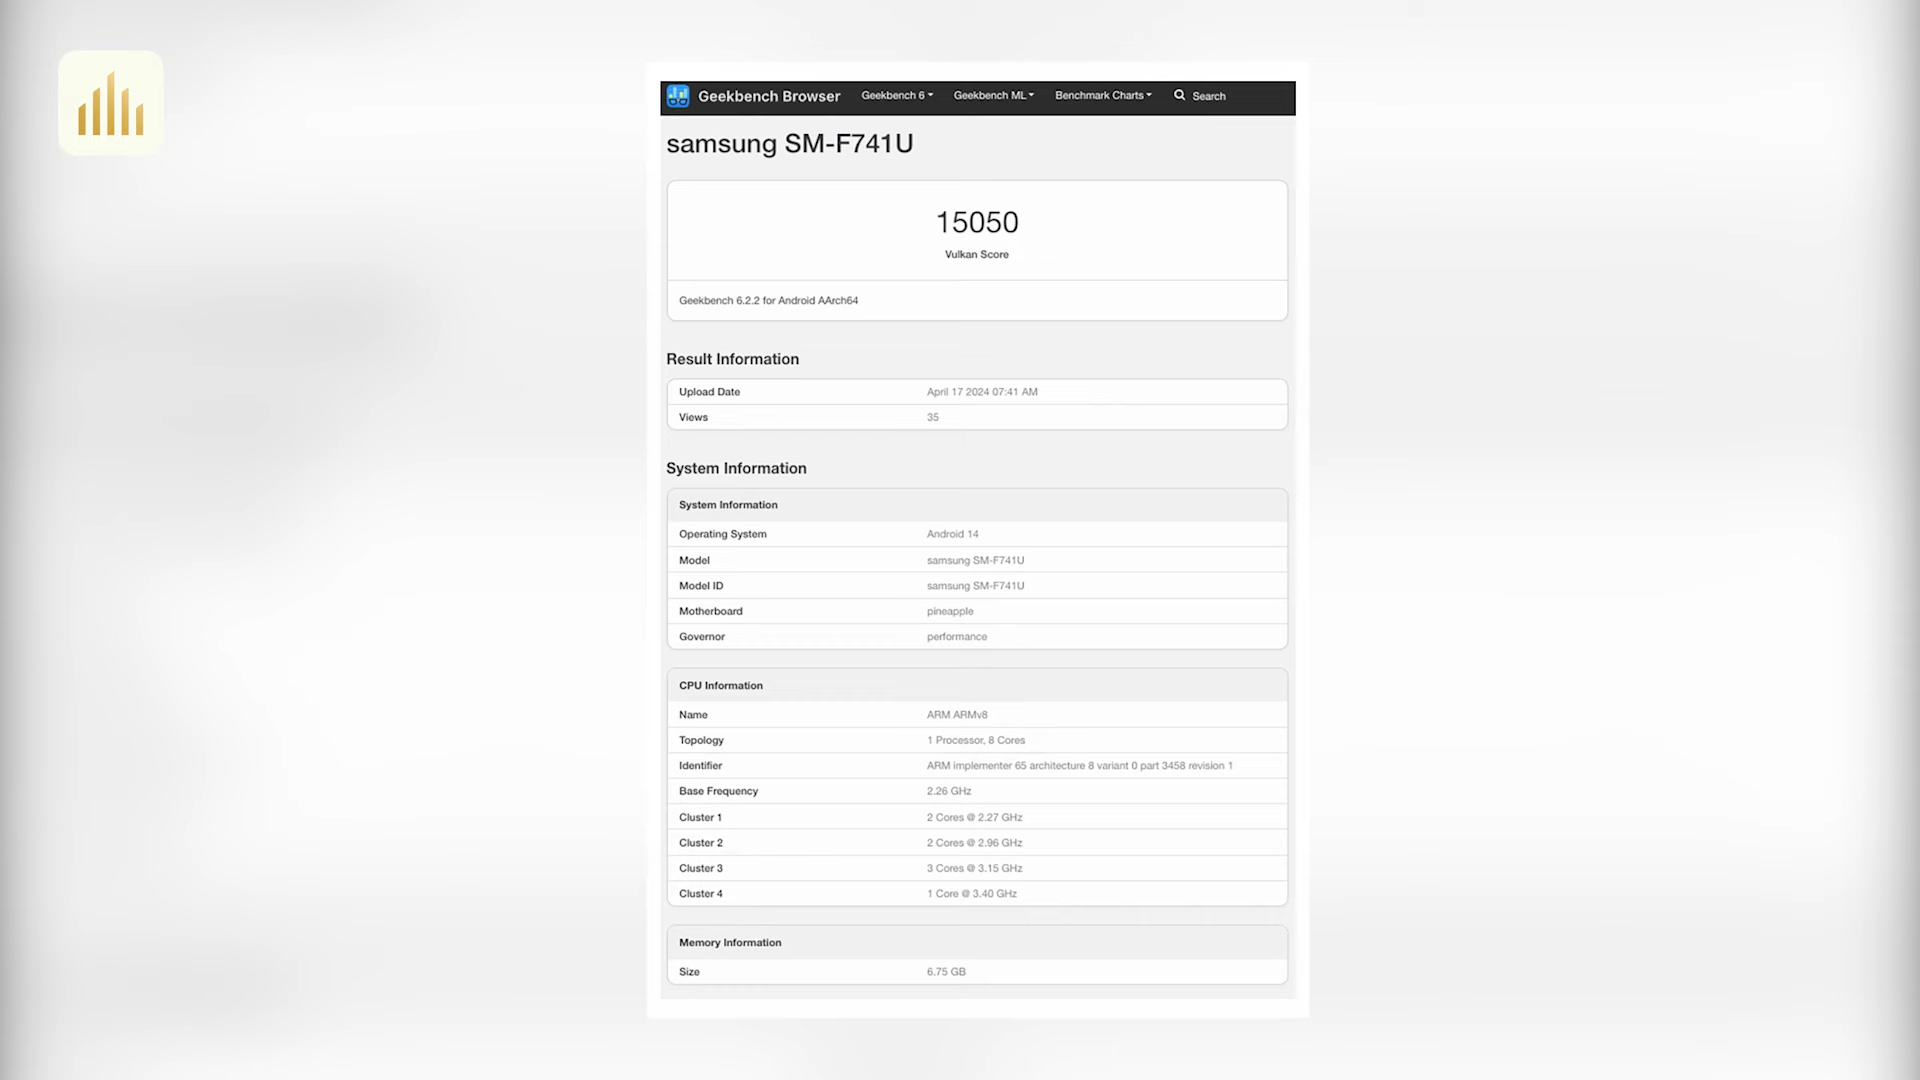 Geekbench Browser Geekbench 6 Geekbench ML Benchmark Charts Search
samsung SM-F741U
15050
Vulkan Score
Geekbench 6.2.2 for Android AArch64
Result Information
Upload Date April 17 2024 07:41 AM
Views 35
System Information
System Information
Operating System Android 14
Model samsung SM-F741U
Model ID samsung SM-F741U
Motherboard pineapple
Governor performance
CPU Information
Name ARM ARMv8
Topology 1 Processor, 8 Cores
Identifier ARM implementer 65 architecture 8 variant 0 part 3458 revision 1
Base Frequency 2.26 GHz
Cluster 1 2 Cores @ 2.27 GHz
Cluster 2 2 Cores @ 2.96 GHz
Cluster 3 3 Cores @ 3.15 GHz
Cluster 4 1 Core @ 3.40 GHz
Memory Information
Size 6.75 GB